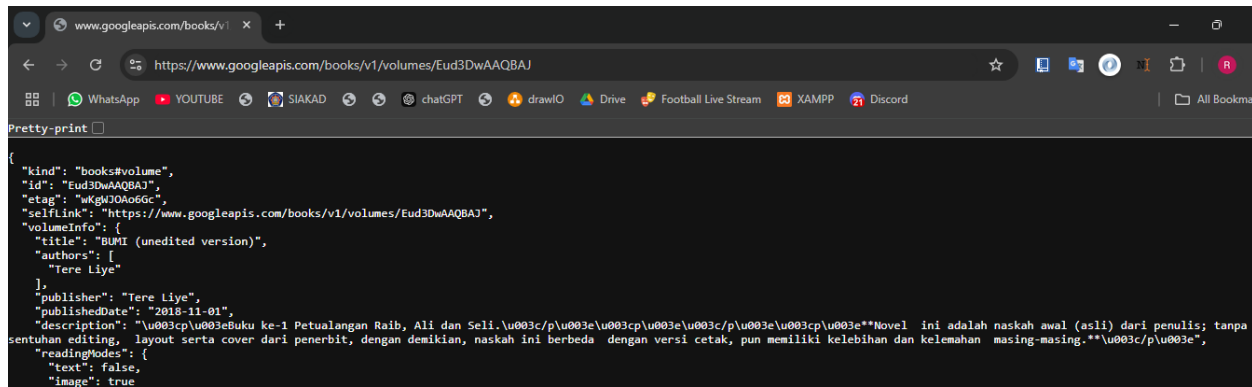 www.googleapis.com/books/v1
https://www.googleapis.com/books/v1/volumes/Eud3DwAAQBAJ
WhatsApp YOUTUBE SIAKAD chatGPT drawIO Drive Football Live Stream XAMPP 21 Discord All Bookma
Pretty-print
{
"kind": "books#volume",
"id": "Eud3DwAAQBAJ",
"etag": "wKgWJOAo6Gc",
"selfLink": "https://www.googleapis.com/books/v1/volumes/Eud3DwAAQBAJ",
"volumeInfo": {
"title": "BUMI (unedited version)",
"authors": [
"Tere Liye"
],
"publisher": "Tere Liye",
"publishedDate": "2018-11-01",
"description": "\u003cp\u003eBuku ke-1 Petualangan Raib, Ali dan Seli.\u003c/p\u003e\u003cp\u003e\u003c/p\u003e\u003cp\u003e**Novel  ini adalah naskah awal (asli) dari penulis; tanpa
sentuhan editing,  layout serta cover dari penerbit, dengan demikian, naskah ini berbeda  dengan versi cetak, pun memiliki kelebihan dan kelemahan  masing-masing.**\u003c/p\u003e",
"readingModes": {
"text": false,
"image": true